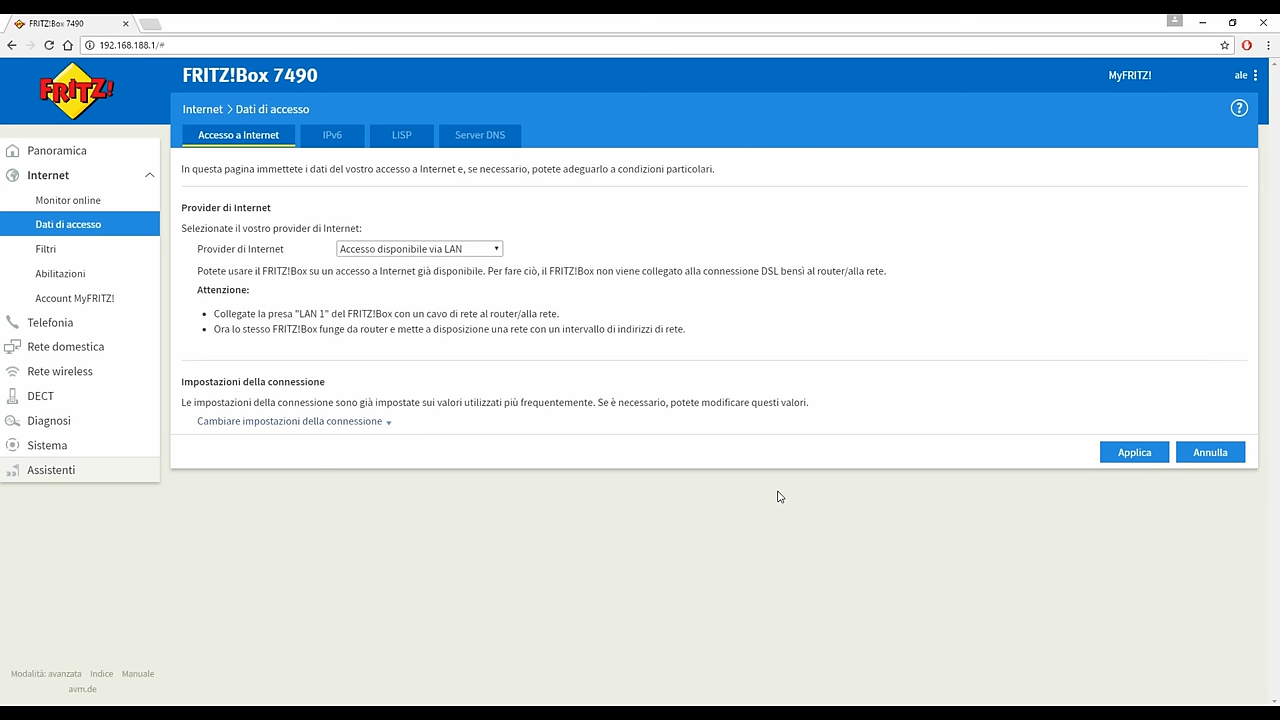 FRITZ!Box 7490
192.168.188.1/#
FRITZ!
FRITZ!Box 7490
MyFRITZ!
ale
Internet > Dati di accesso
?
Accesso a Internet
IPv6
LISP
Server DNS
Panoramica
Internet
Monitor online
Dati di accesso
Filtri
Abilitazioni
Account MyFRITZ!
Telefonia
Rete domestica
Rete wireless
DECT
Diagnosi
Sistema
Assistenti
In questa pagina immettete i dati del vostro accesso a Internet e, se necessario, potete adeguarlo a condizioni particolari.
Provider di Internet
Selezionate il vostro provider di Internet:
Provider di Internet
Accesso disponibile via LAN
Potete usare il FRITZ!Box su un accesso a Internet già disponibile. Per fare ciò, il FRITZ!Box non viene collegato alla connessione DSL bensì al router/alla rete.
Attenzione:
• Collegate la presa "LAN 1" del FRITZ!Box con un cavo di rete al router/alla rete.
• Ora lo stesso FRITZ!Box funge da router e mette a disposizione una rete con un intervallo di indirizzi di rete.
Impostazioni della connessione
Le impostazioni della connessione sono già impostate sui valori utilizzati più frequentemente. Se è necessario, potete modificare questi valori.
Cambiare impostazioni della connessione
Applica
Annulla
Modalità: avanzata Indice Manuale
avm.de